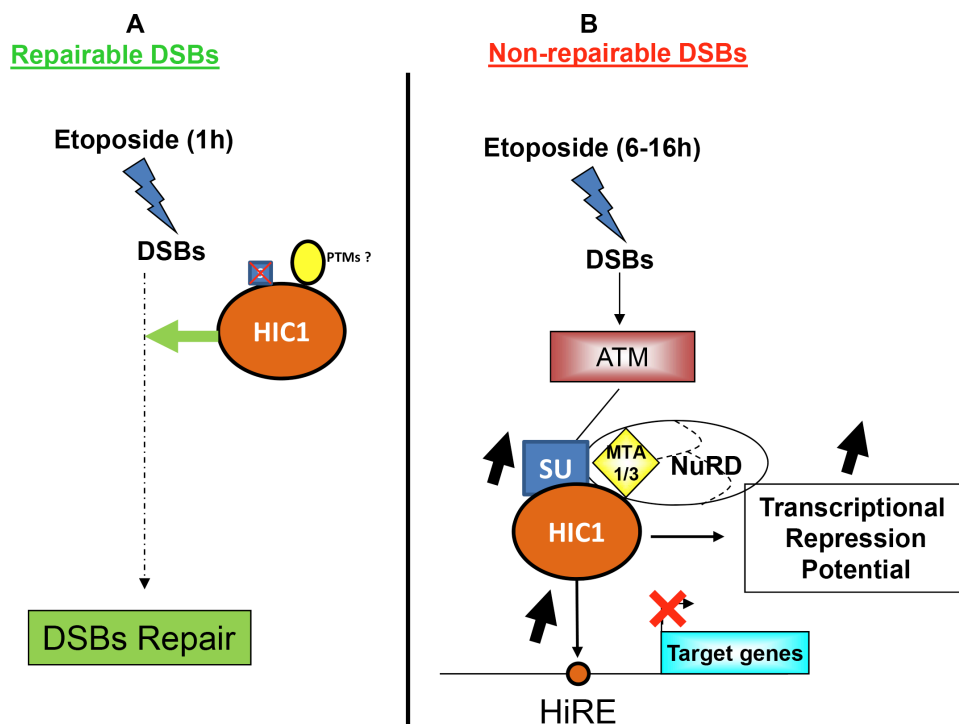 A
Repairable DSBs
Etoposide (1h)
DSBs
PTMs ?
HIC1
DSBs Repair
B
Non-repairable DSBs
Etoposide (6-16h)
DSBs
ATM
SU
MTA
1/3
NuRD
HIC1
Transcriptional
Repression
Potential
Target genes
HiRE